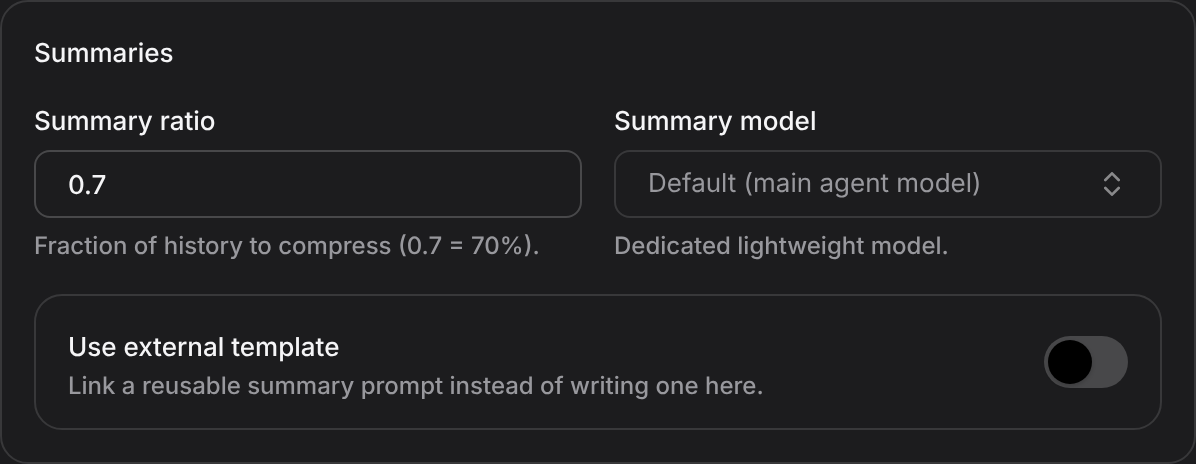 Summaries
Summary ratio
Summary model
0.7
Default (main agent model)
Fraction of history to compress (0.7 = 70%).
Dedicated lightweight model.
Use external template
Link a reusable summary prompt instead of writing one here.